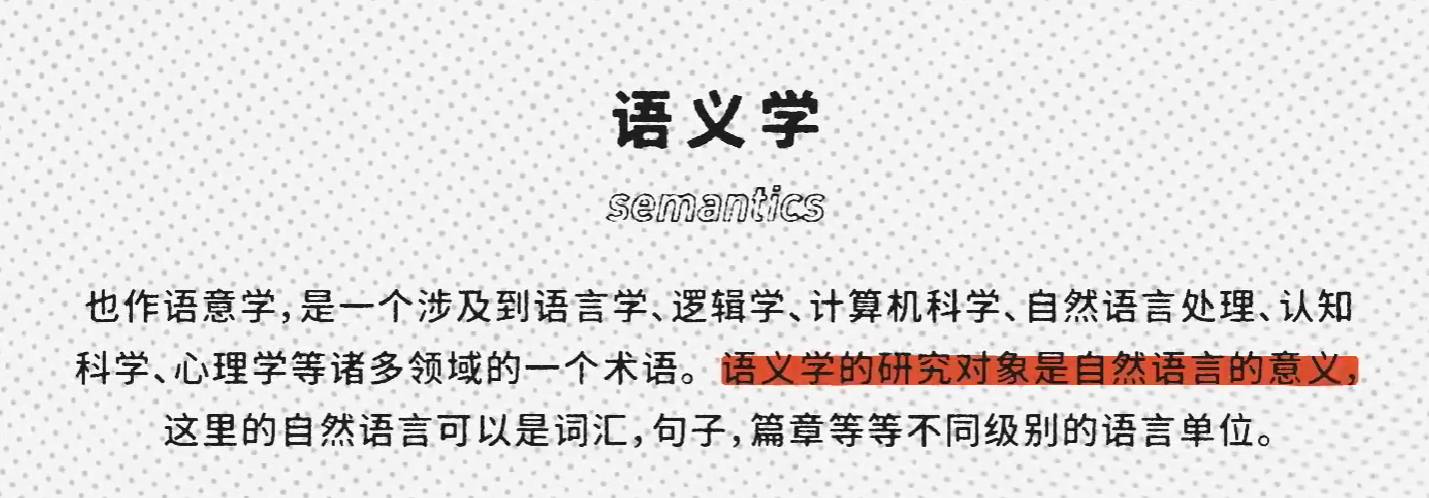 语义学
semantics
也作语意学,是一个涉及到语言学、逻辑学、计算机科学、自然语言处理、认知
科学、心理学等诸多领域的一个术语。语义学的研究对象是自然语言的意义,
这里的自然语言可以是词汇,句子,篇章等等不同级别的语言单位。